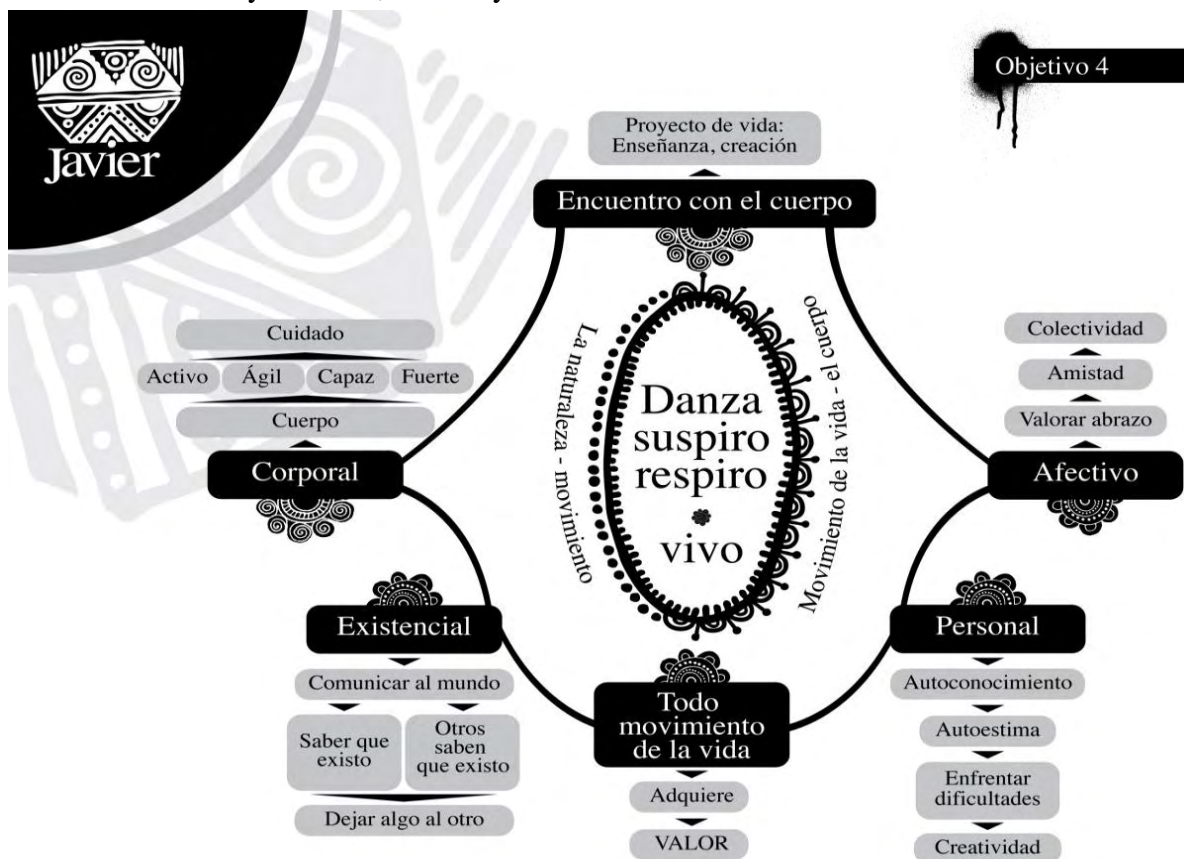 Javier
Objetivo 4
Proyecto de vida:
Enseñanza, creación
Encuentro con el cuerpo
La naturaleza - movimiento
Movimiento de la vida - el cuerpo
Danza
suspiro
respiro
vivo
Cuidado
Activo
Ágil
Capaz
Fuerte
Cuerpo
Corporal
Colectividad
Amistad
Valorar abrazo
Afectivo
Existencial
Comunicar al mundo
Saber que
existo
Otros
saben
que existo
Dejar algo al otro
Todo
movimiento
de la vida
Adquiere
VALOR
Personal
Autoconocimiento
Autoestima
Enfrentar
dificultades
Creatividad